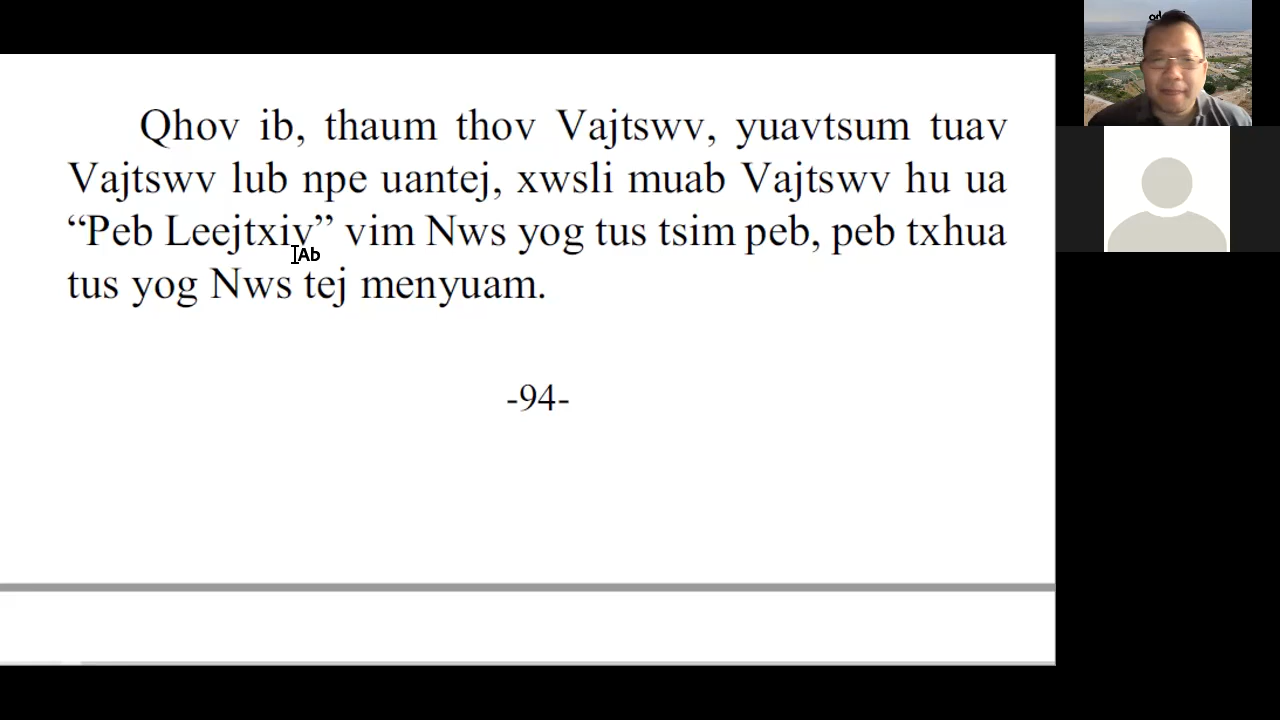 Qhov ib, thaum thov Vajtswv, yuavtsum tuav
Vajtswv lub npe uantej, xwsli muab Vajtswv hu ua
“Peb Leejtxiv” vim Nws yog tus tsim peb, peb txhua
tus yog Nws tej menyuam.
Ab
-94-